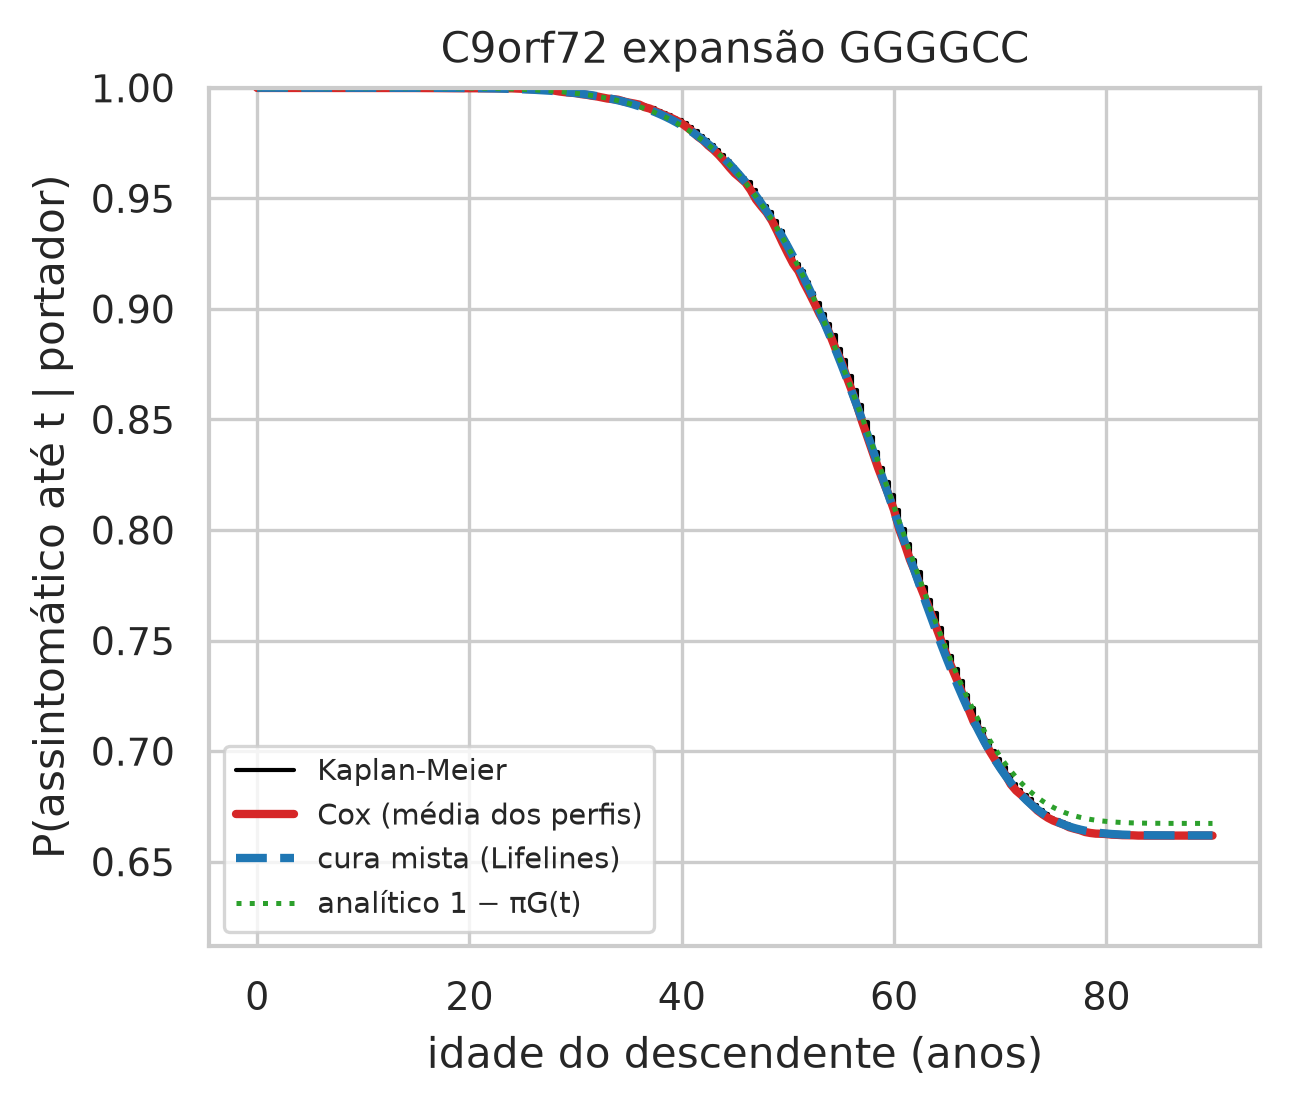 C9orf72 expansão GGGGCC
P(assintomático até t | portador)
1.00
0.95
0.90
0.85
0.80
0.75
0.70
0.65
Kaplan-Meier
Cox (média dos perfis)
cura mista (Lifelines)
analítico 1 − πG(t)
0 20 40 60 80
idade do descendente (anos)